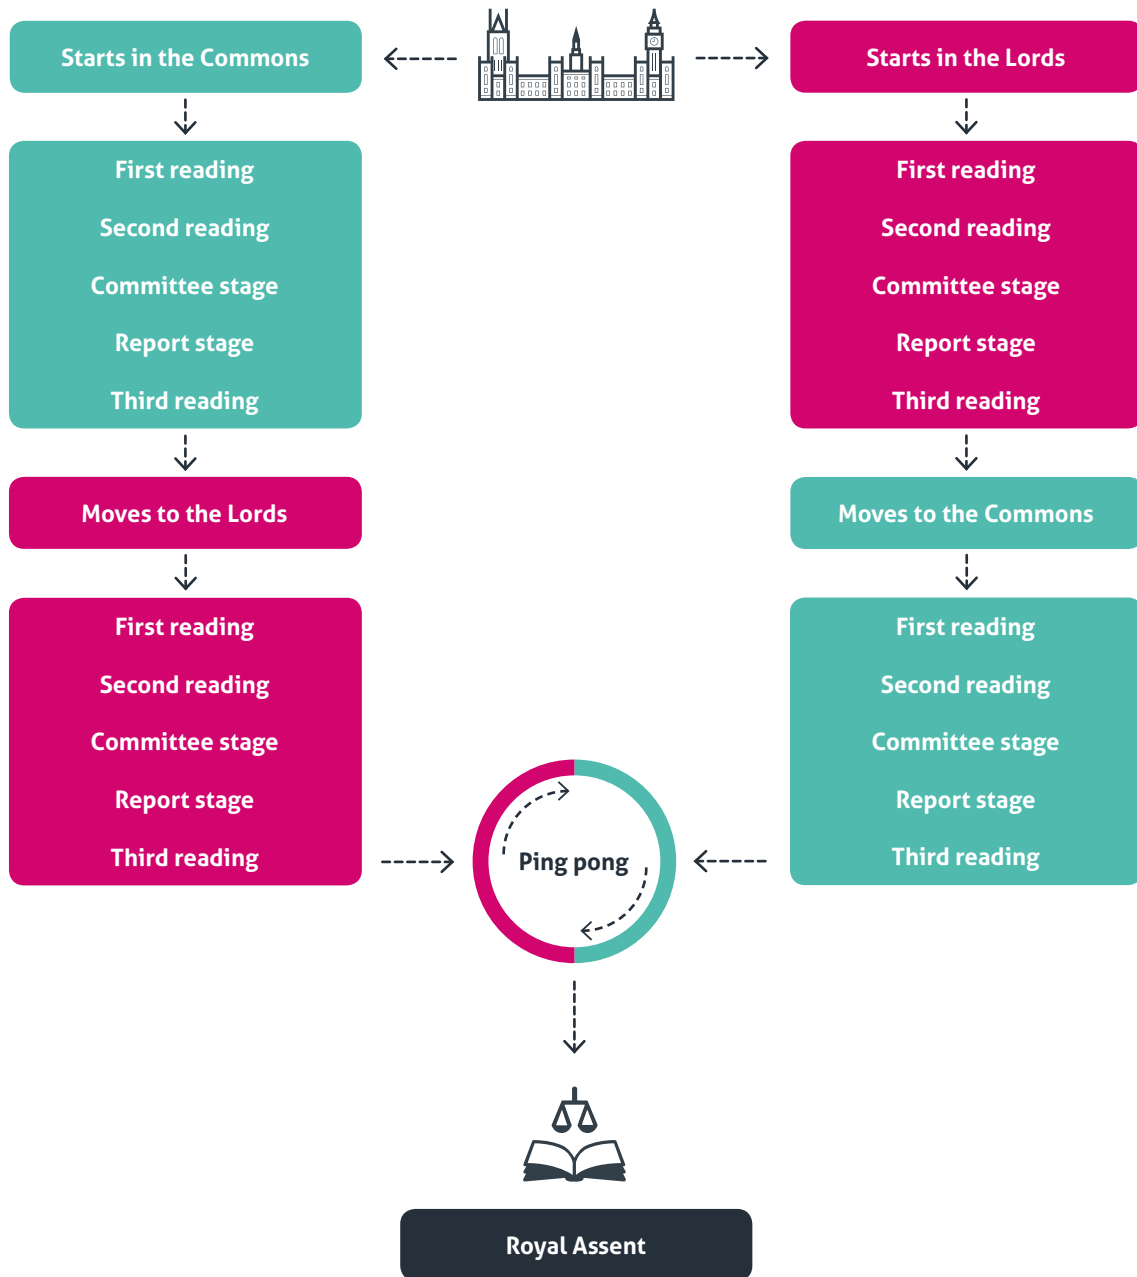 Starts in the Commons
First reading
Second reading
Committee stage
Report stage
Third reading
Moves to the Lords
First reading
Second reading
Committee stage
Report stage
Third reading
Starts in the Lords
First reading
Second reading
Committee stage
Report stage
Third reading
Moves to the Commons
First reading
Second reading
Committee stage
Report stage
Third reading
Ping pong
Royal Assent